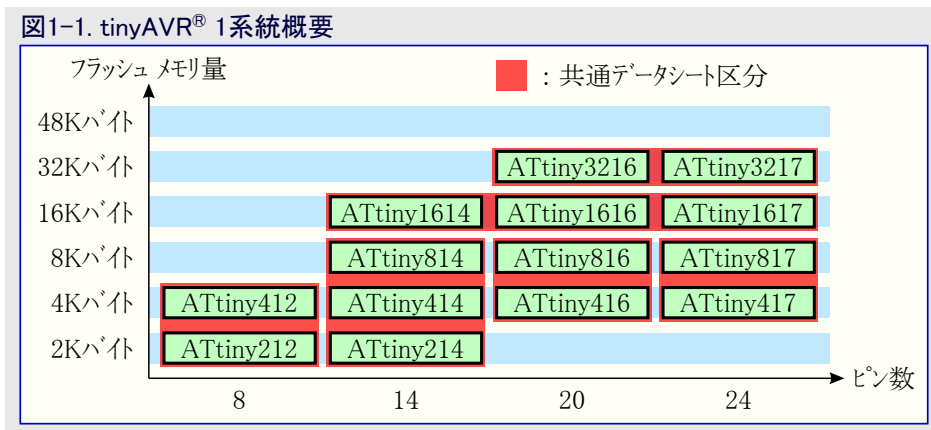 図1-1. tinyAVR® 1系統概要
フラッシュ メモリ量
：共通データシート区分
48Kバイト
32Kバイト ATtiny3216 ATtiny3217
16Kバイト ATtiny1614 ATtiny1616 ATtiny1617
8Kバイト ATtiny814 ATtiny816 ATtiny817
4Kバイト ATtiny412 ATtiny414 ATtiny416 ATtiny417
2Kバイト ATtiny212 ATtiny214
ピン数
8 14 20 24